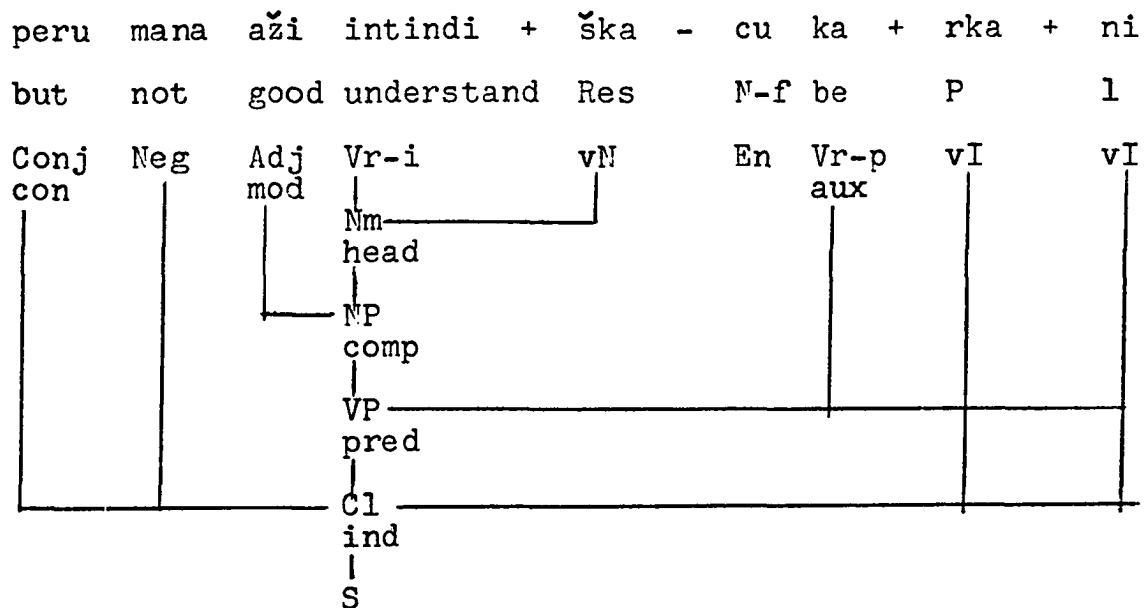 peru mana aži intindi + ška - cu ka + rka + ni
but not good understand Res N-f be P 1
Conj Neg Adj Vr-i vN En Vr-p vI vI
con mod aux
Nm
head
NP
comp
VP
pred
Cl
ind
S